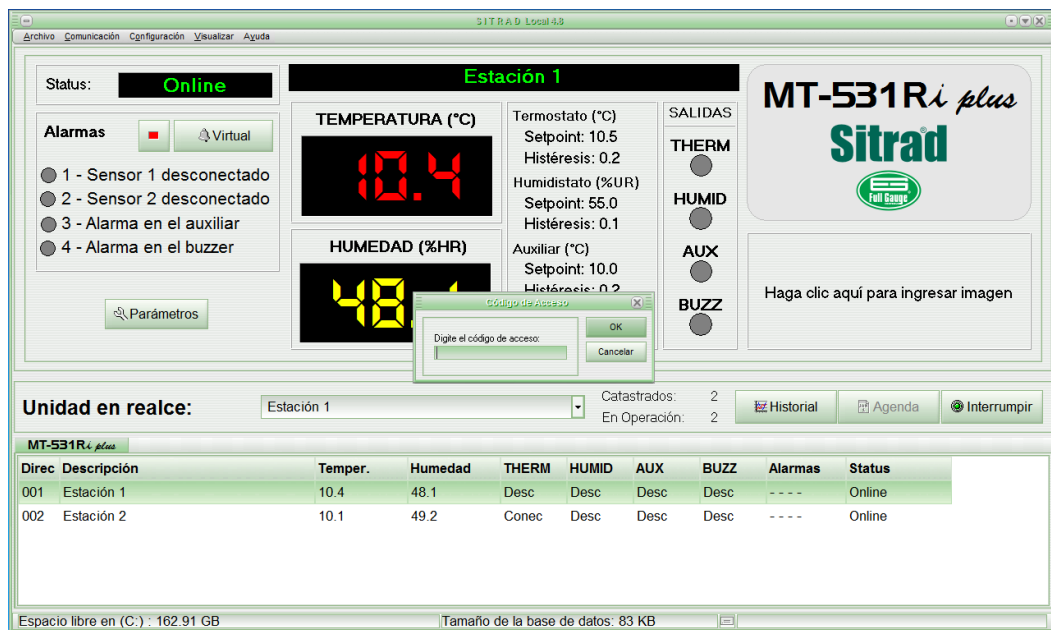 SITRAD Local 4.8
Archivo Comunicación Configuración Visualizar Ayuda
Status: Online
Alarmas
Virtual
1 - Sensor 1 desconectado
2 - Sensor 2 desconectado
3 - Alarma en el auxiliar
4 - Alarma en el buzzer
Parámetros
Estación 1
TEMPERATURA (°C)
10.4
HUMEDAD (%HR)
48.1
Termostato (°C)
Setpoint: 10.5
Histéresis: 0.2
Humidistato (%UR)
Setpoint: 55.0
Histéresis: 0.1
Auxiliar (°C)
Setpoint: 10.0
Histéresis: 0.2
SALIDAS
THERM
HUMID
AUX
BUZZ
MT-531Ri plus
Sitrad
Full Gauge
Haga clic aquí para ingresar imagen
Código de Acceso
Digite el código de acceso:
OK
Cancelar
Unidad en realce:
Estación 1
Catastrados: 2
En Operación: 2
Historial
Agenda
Interrumpir
MT-531Ri plus
Direc Descripción Temper. Humedad THERM HUMID AUX BUZZ Alarmas Status
001 Estación 1 10.4 48.1 Desc Desc Desc Desc - - - - Online
002 Estación 2 10.1 49.2 Conec Desc Desc Desc - - - - Online
Espacio libre en (C:) : 162.91 GB
Tamaño de la base de datos: 83 KB